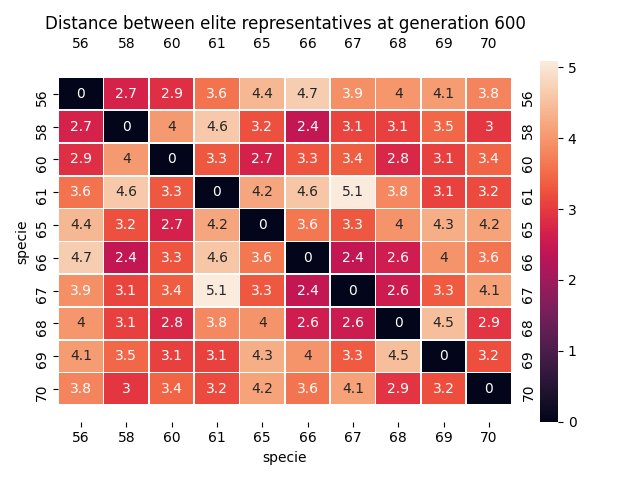 Distance between elite representatives at generation 600
56 58 60 61 65 66 67 68 69 70
56 0 2.7 2.9 3.6 4.4 4.7 3.9 4 4.1 3.8 56
58 2.7 0 4 4.6 3.2 2.4 3.1 3.1 3.5 3 58
60 2.9 4 0 3.3 2.7 3.3 3.4 2.8 3.1 3.4 60
61 3.6 4.6 3.3 0 4.2 4.6 5.1 3.8 3.1 3.2 61
65 4.4 3.2 2.7 4.2 0 3.6 3.3 4 4.3 4.2 65
66 4.7 2.4 3.3 4.6 3.6 0 2.4 2.6 4 3.6 66
67 3.9 3.1 3.4 5.1 3.3 2.4 0 2.6 3.3 4.1 67
68 4 3.1 2.8 3.8 4 2.6 2.6 0 4.5 2.9 68
69 4.1 3.5 3.1 3.1 4.3 4 3.3 4.5 0 3.2 69
70 3.8 3 3.4 3.2 4.2 3.6 4.1 2.9 3.2 0 70
56 58 60 61 65 66 67 68 69 70
specie
specie
5
4
3
2
1
0